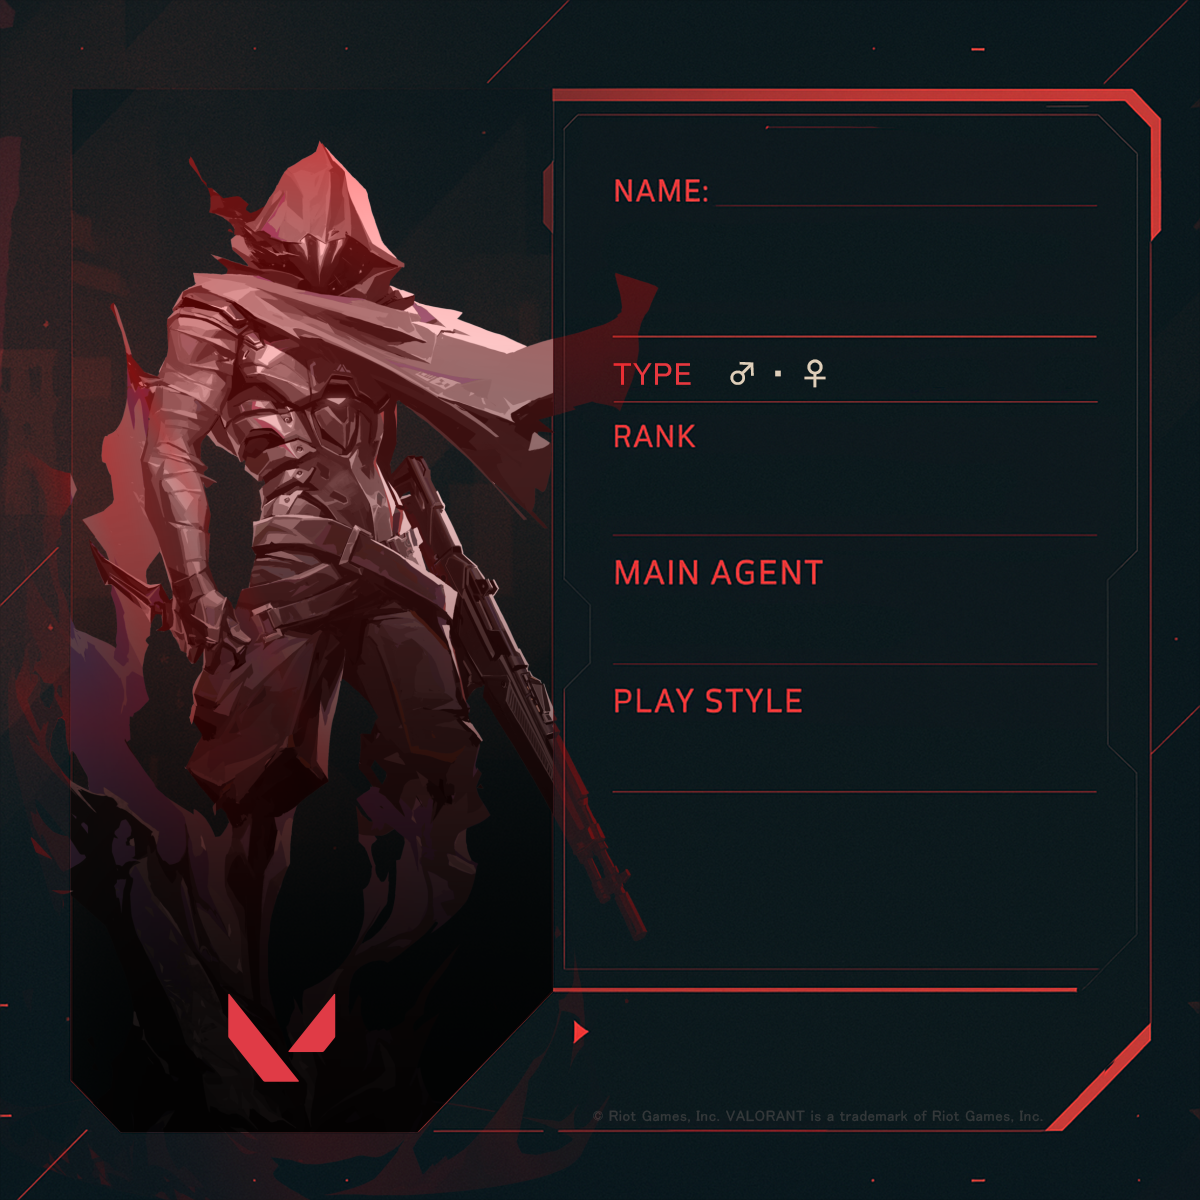 NAME:
TYPE ♂ · ♀
RANK
MAIN AGENT
PLAY STYLE
© Riot Games, Inc. VALORANT is a trademark of Riot Games, Inc.